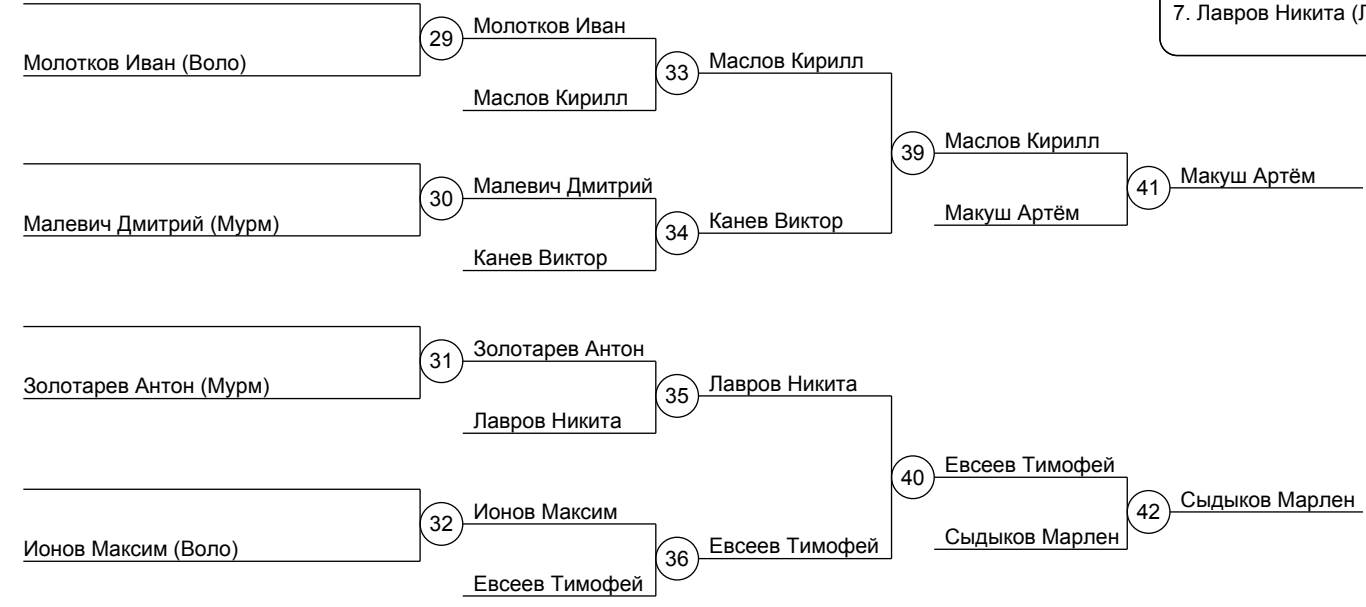 7. Лавров Никита (Л
Молотков Иван (Воло)
29
Молотков Иван
Маслов Кирилл
33
Маслов Кирилл
Малевич Дмитрий (Мурм)
30
Малевич Дмитрий
Канев Виктор
34
Канев Виктор
39
Маслов Кирилл
Макуш Артём
41
Макуш Артём
Золотарев Антон (Мурм)
31
Золотарев Антон
Лавров Никита
35
Лавров Никита
Ионов Максим (Воло)
32
Ионов Максим
Евсеев Тимофей
36
Евсеев Тимофей
40
Евсеев Тимофей
Сыдыков Марлен
42
Сыдыков Марлен